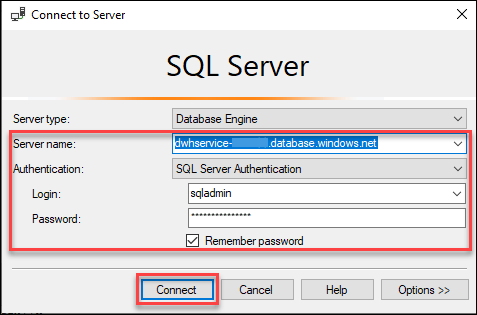 Connect to Server
SQL Server
Server type: Database Engine
Server name: dwhservice- .database.windows.net
Authentication: SQL Server Authentication
Login: sqladmin
Password: ***************
Remember password
Connect Cancel Help Options >>